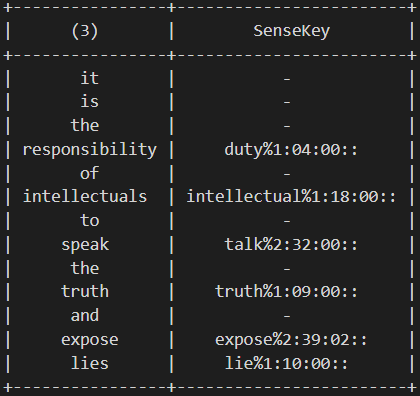 +----------------+-------------------------+
|      (3)       |        SenseKey         |
+----------------+-------------------------+
|       it       |            -            |
|       is       |            -            |
|      the       |            -            |
| responsibility |     duty%1:04:00::      |
|       of       |            -            |
| intellectuals  | intellectual%1:18:00:: |
|       to       |            -            |
|     speak      |     talk%2:32:00::      |
|      the       |            -            |
|     truth      |     truth%1:09:00::     |
|      and       |            -            |
|     expose     |    expose%2:39:02::     |
|      lies      |     lie%1:10:00::       |
+----------------+-------------------------+